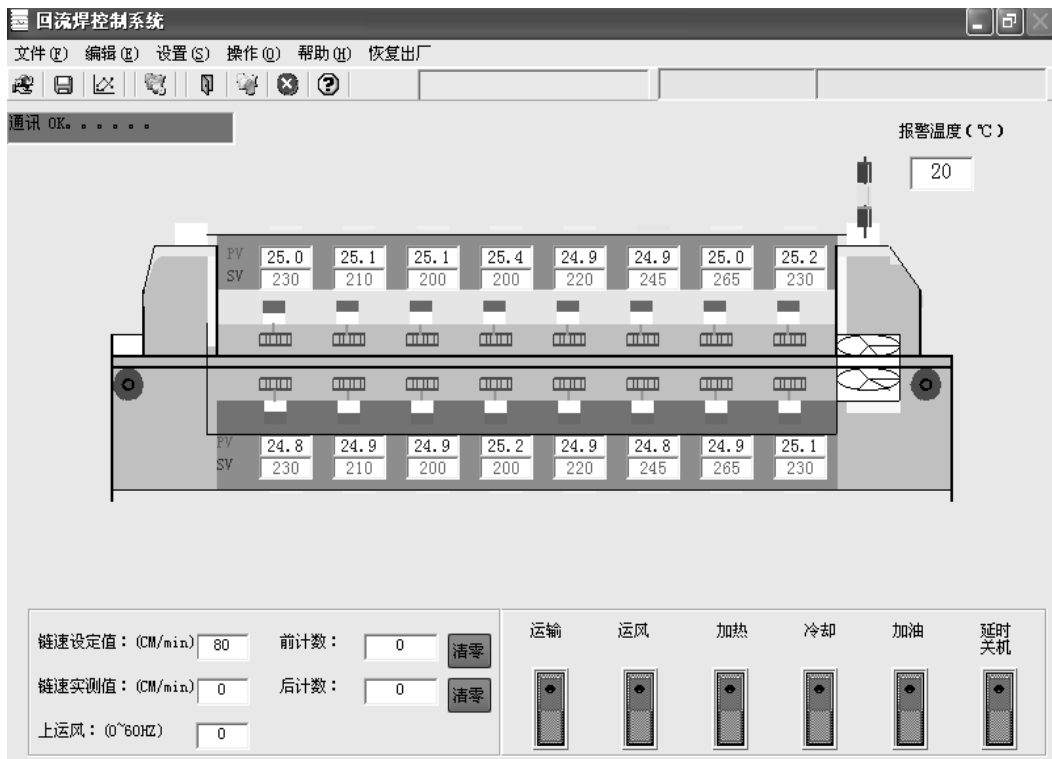 回流焊控制系统
文件(F) 编辑(E) 设置(S) 操作(O) 帮助(H) 恢复出厂
通讯 OK。。。。。。
报警温度(℃)
20
PV 25.0 25.1 25.1 25.4 24.9 24.9 25.0 25.2
SV 230 210 200 200 220 245 265 230
PV 24.8 24.9 24.9 25.2 24.9 24.8 24.9 25.1
SV 230 210 200 200 220 245 265 230
链速设定值：(CM/min) 80 前计数： 0 清零
链速实测值：(CM/min) 0 后计数： 0 清零
上运风：(0~60HZ) 0
运输 运风 加热 冷却 加油 延时
关机